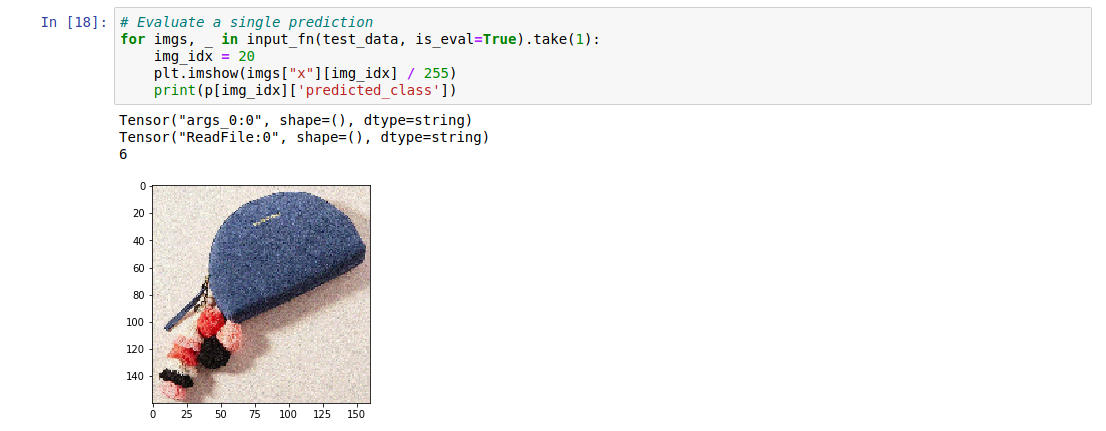 In [18]: # Evaluate a single prediction
for imgs, _ in input_fn(test_data, is_eval=True).take(1):
    img_idx = 20
    plt.imshow(imgs["x"][img_idx] / 255)
    print(p[img_idx]['predicted_class'])
Tensor("args_0:0", shape=(), dtype=string)
Tensor("ReadFile:0", shape=(), dtype=string)
6
0
20
40
60
80
100
120
140
0 25 50 75 100 125 150